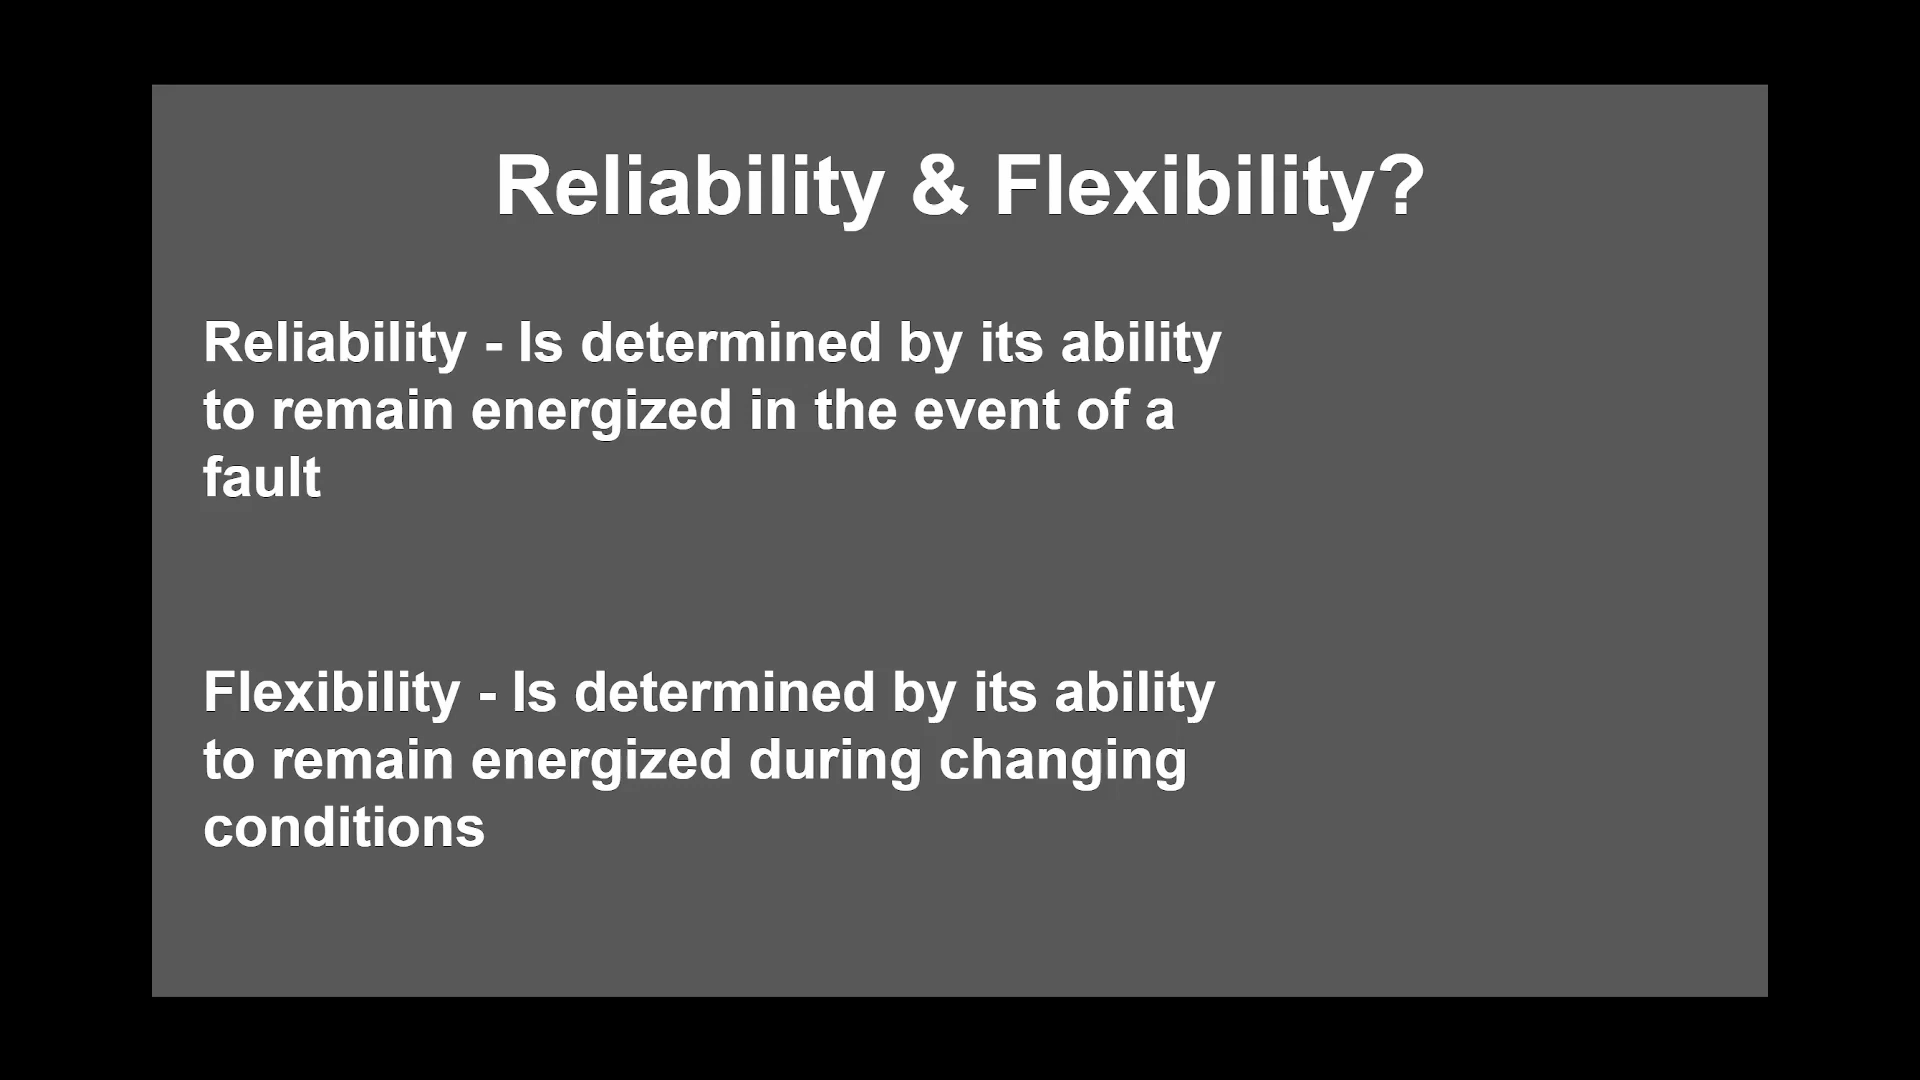 Reliability & Flexibility?
Reliability - Is determined by its ability
to remain energized in the event of a
fault
Flexibility - Is determined by its ability
to remain energized during changing
conditions